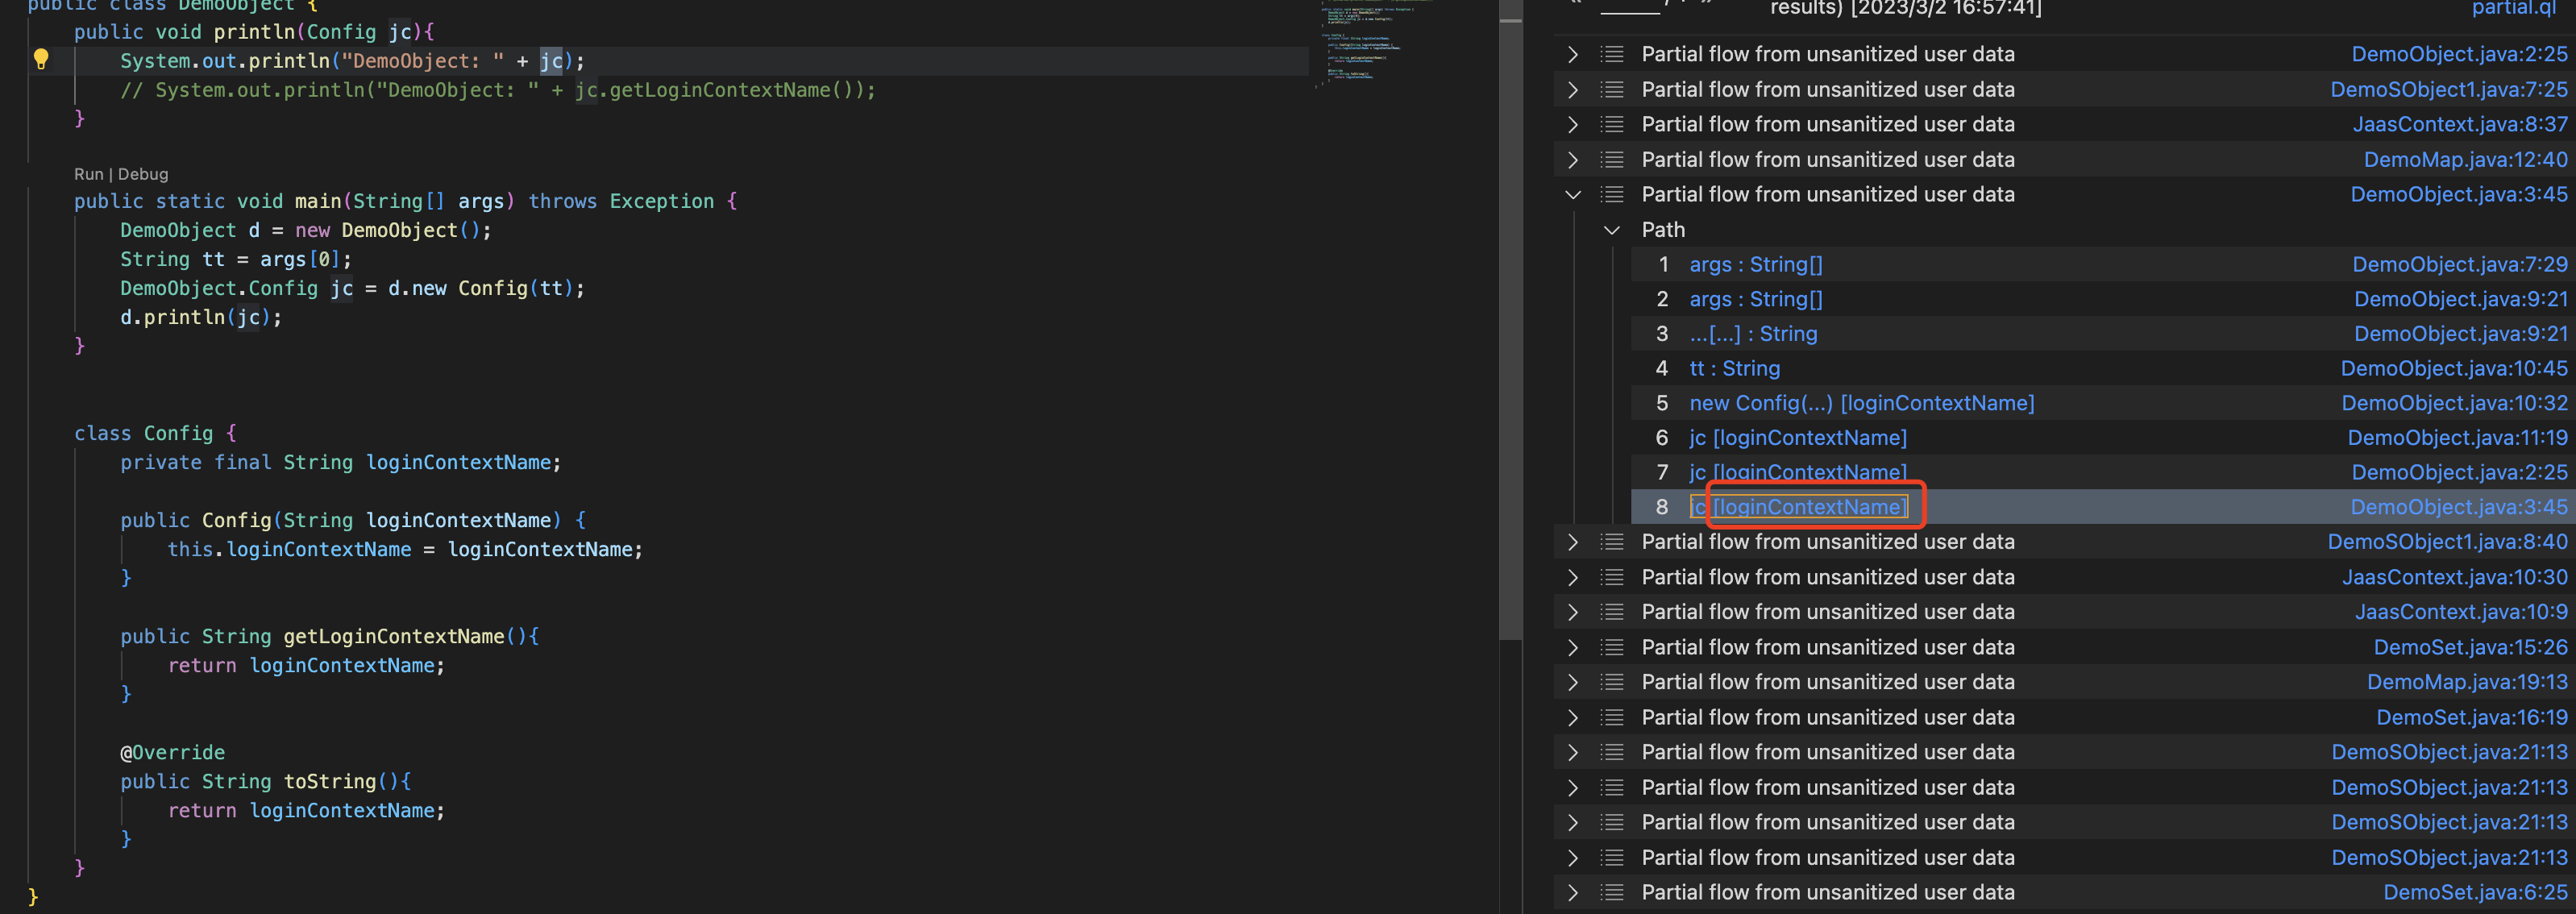 public class DemoObject {
public void println(Config jc){
System.out.println("DemoObject: " + jc);
// System.out.println("DemoObject: " + jc.getLoginContextName());
}
Run | Debug
public static void main(String[] args) throws Exception {
DemoObject d = new DemoObject();
String tt = args[0];
DemoObject.Config jc = d.new Config(tt);
d.println(jc);
}
class Config {
private final String loginContextName;
public Config(String loginContextName) {
this.loginContextName = loginContextName;
}
public String getLoginContextName(){
return loginContextName;
}
@Override
public String toString(){
return loginContextName;
}
}
}
results) [2023/3/2 16:57:41] partial.ql
Partial flow from unsanitized user data DemoObject.java:2:25
Partial flow from unsanitized user data DemoSObject1.java:7:25
Partial flow from unsanitized user data JaasContext.java:8:37
Partial flow from unsanitized user data DemoMap.java:12:40
Partial flow from unsanitized user data DemoObject.java:3:45
Path
1 args : String[] DemoObject.java:7:29
2 args : String[] DemoObject.java:9:21
3 ...[...] : String DemoObject.java:9:21
4 tt : String DemoObject.java:10:45
5 new Config(...) [loginContextName] DemoObject.java:10:32
6 jc [loginContextName] DemoObject.java:11:19
7 jc [loginContextName] DemoObject.java:2:25
8 jc [loginContextName] DemoObject.java:3:45
Partial flow from unsanitized user data DemoSObject1.java:8:40
Partial flow from unsanitized user data JaasContext.java:10:30
Partial flow from unsanitized user data JaasContext.java:10:9
Partial flow from unsanitized user data DemoSet.java:15:26
Partial flow from unsanitized user data DemoMap.java:19:13
Partial flow from unsanitized user data DemoSet.java:16:19
Partial flow from unsanitized user data DemoSObject.java:21:13
Partial flow from unsanitized user data DemoSObject.java:21:13
Partial flow from unsanitized user data DemoSObject.java:21:13
Partial flow from unsanitized user data DemoSObject.java:21:13
Partial flow from unsanitized user data DemoSet.java:6:25